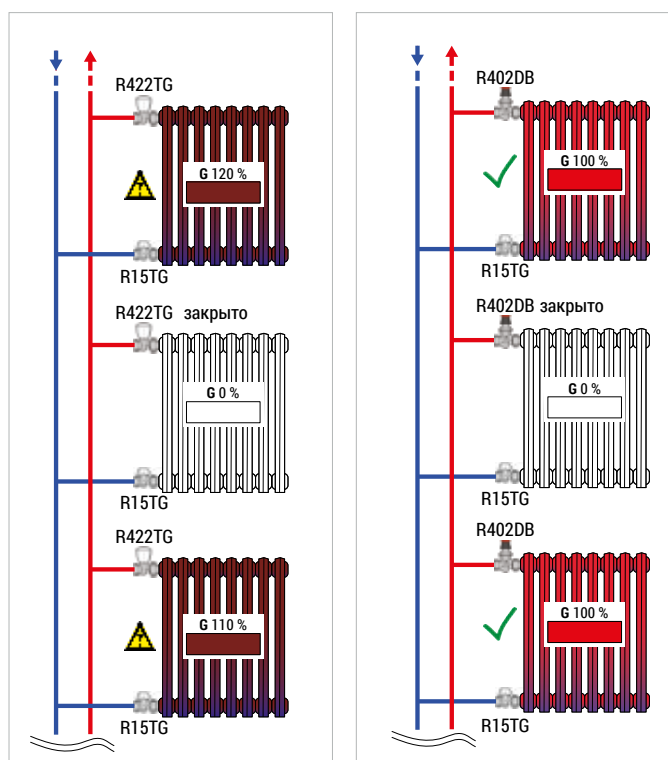 R422TG
G 120 %
R15TG
R422TG закрыто
G 0 %
R15TG
R422TG
G 110 %
R15TG
R402DB
G 100 %
R15TG
R402DB закрыто
G 0 %
R15TG
R402DB
G 100 %
R15TG